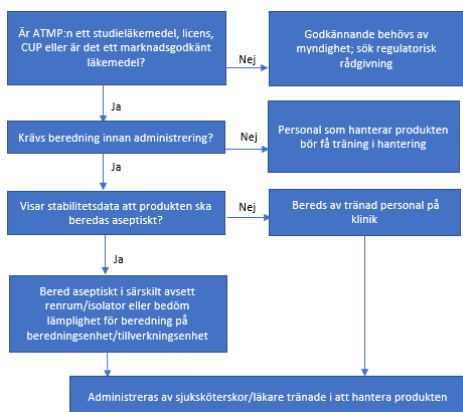 Är ATMP:n ett studieläkemedel, licens,
CUP eller är det ett marknadsgodkänt
läkemedel?
Nej
Godkännande behövs av
myndighet; sök regulatorisk
rådgivning
Ja
Krävs beredning innan administrering?
Nej
Personal som hanterar produkten
bör få träning i hantering
Ja
Visar stabilitetsdata att produkten ska
beredas aseptiskt?
Nej
Bereds av tränad personal på
klinik
Ja
Bered aseptiskt i särskilt avsett
renrum/isolator eller bedöm
lämplighet för beredning på
beredningsenhet/tillverkningsenhet
Administreras av sjuksköterskor/läkare tränade i att hantera produkten